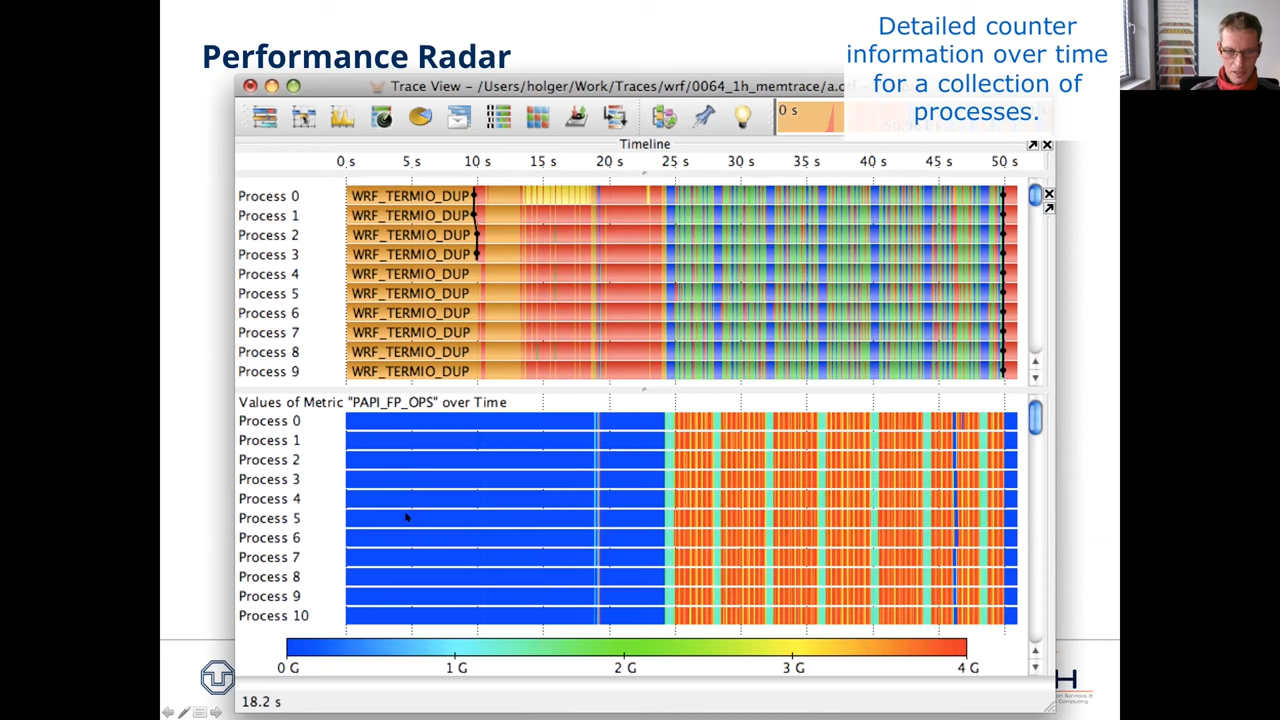 Performance Radar
Detailed counter
information over time
for a collection of
processes.
Trace View - /Users/holger/Work/Traces/wrf/0064_1h_memtrace/a.otf
0 s
Timeline
0 s 5 s 10 s 15 s 20 s 25 s 30 s 35 s 40 s 45 s 50 s
Process 0 WRF_TERMIO_DUP
Process 1 WRF_TERMIO_DUP
Process 2 WRF_TERMIO_DUP
Process 3 WRF_TERMIO_DUP
Process 4 WRF_TERMIO_DUP
Process 5 WRF_TERMIO_DUP
Process 6 WRF_TERMIO_DUP
Process 7 WRF_TERMIO_DUP
Process 8 WRF_TERMIO_DUP
Process 9 WRF_TERMIO_DUP
Values of Metric "PAPI_FP_OPS" over Time
Process 0
Process 1
Process 2
Process 3
Process 4
Process 5
Process 6
Process 7
Process 8
Process 9
Process 10
0 G 1 G 2 G 3 G 4 G
18.2 s
H
Computing